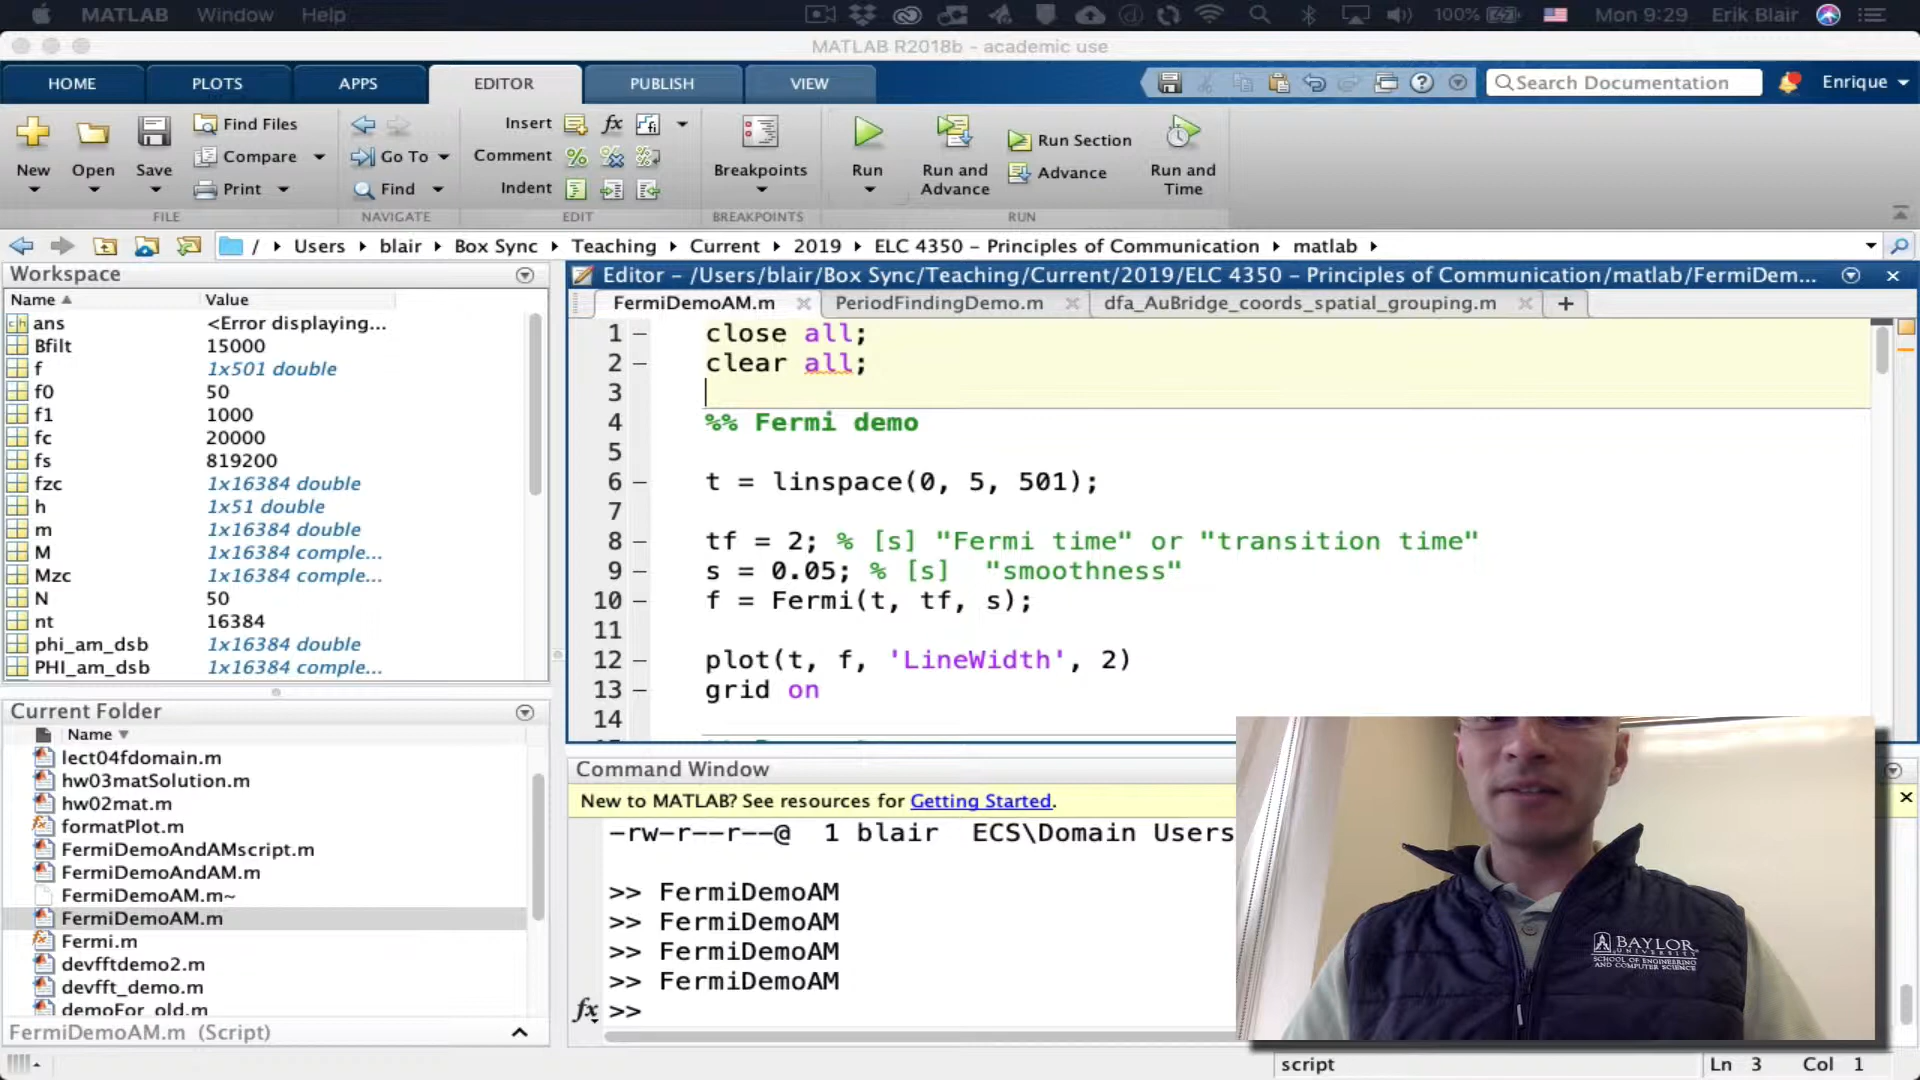 MATLAB Window Help 100% Mon 9:29 Erik Blair
MATLAB R2018b - academic use
HOME PLOTS APPS EDITOR PUBLISH VIEW Search Documentation Enrique
New Open Save Find Files Compare Print Go To Find Insert Comment Indent Breakpoints Run Run and Advance Run Section Advance Run and Time
FILE NAVIGATE EDIT BREAKPOINTS RUN
/ Users blair Box Sync Teaching Current 2019 ELC 4350 - Principles of Communication matlab
Workspace
Name Value
ans <Error displaying...
Bfilt 15000
f 1x501 double
f0 50
f1 1000
fc 20000
fs 819200
fzc 1x16384 double
h 1x51 double
m 1x16384 double
M 1x16384 comple...
Mzc 1x16384 comple...
N 50
nt 16384
phi_am_dsb 1x16384 double
PHI_am_dsb 1x16384 comple...
Current Folder
Name
lect04fdomain.m
hw03matSolution.m
hw02mat.m
formatPlot.m
FermiDemoAndAMscript.m
FermiDemoAndAM.m
FermiDemoAM.m~
FermiDemoAM.m
Fermi.m
devfftdemo2.m
devfft_demo.m
demoFor_old.m
FermiDemoAM.m (Script)
Editor - /Users/blair/Box Sync/Teaching/Current/2019/ELC 4350 - Principles of Communication/matlab/FermiDem...
FermiDemoAM.m PeriodFindingDemo.m dfa_AuBridge_coords_spatial_grouping.m
1 close all;
2 clear all;
3
4 %% Fermi demo
5
6 t = linspace(0, 5, 501);
7
8 tf = 2; % [s] "Fermi time" or "transition time"
9 s = 0.05; % [s] "smoothness"
10 f = Fermi(t, tf, s);
11
12 plot(t, f, 'LineWidth', 2)
13 grid on
14
Command Window
New to MATLAB? See resources for Getting Started.
-rw-r--r--@ 1 blair ECS\Domain Users
>> FermiDemoAM
>> FermiDemoAM
>> FermiDemoAM
>> FermiDemoAM
fx >>
BAYLOR
UNIVERSITY
SCHOOL OF ENGINEERING
AND COMPUTER SCIENCE
script Ln 3 Col 1